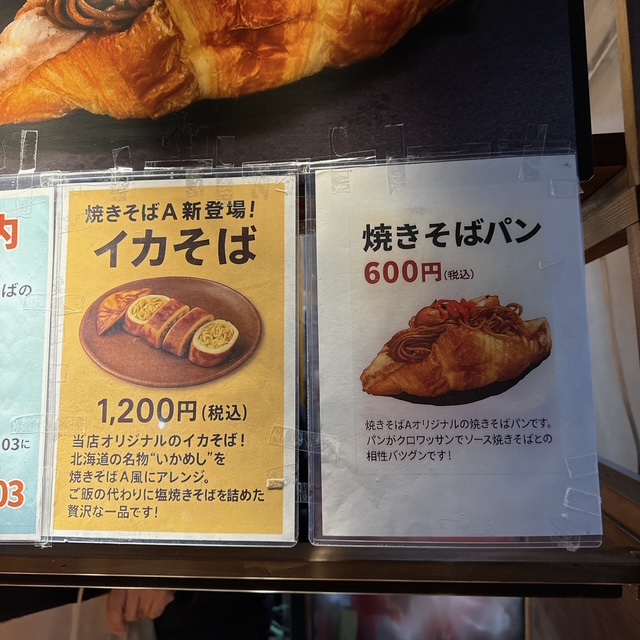 内
ばの
03に
03
焼きそばA新登場!
イカそば
1,200円(税込)
当店オリジナルのイカそば!
北海道の名物“いかめし”を
焼きそばA風にアレンジ。
ご飯の代わりに塩焼きそばを詰めた
贅沢な一品です!
焼きそばパン
600円(税込)
焼きそばAオリジナルの焼きそばパンです。
パンがクロワッサンでソース焼きそばとの
相性バツグンです!